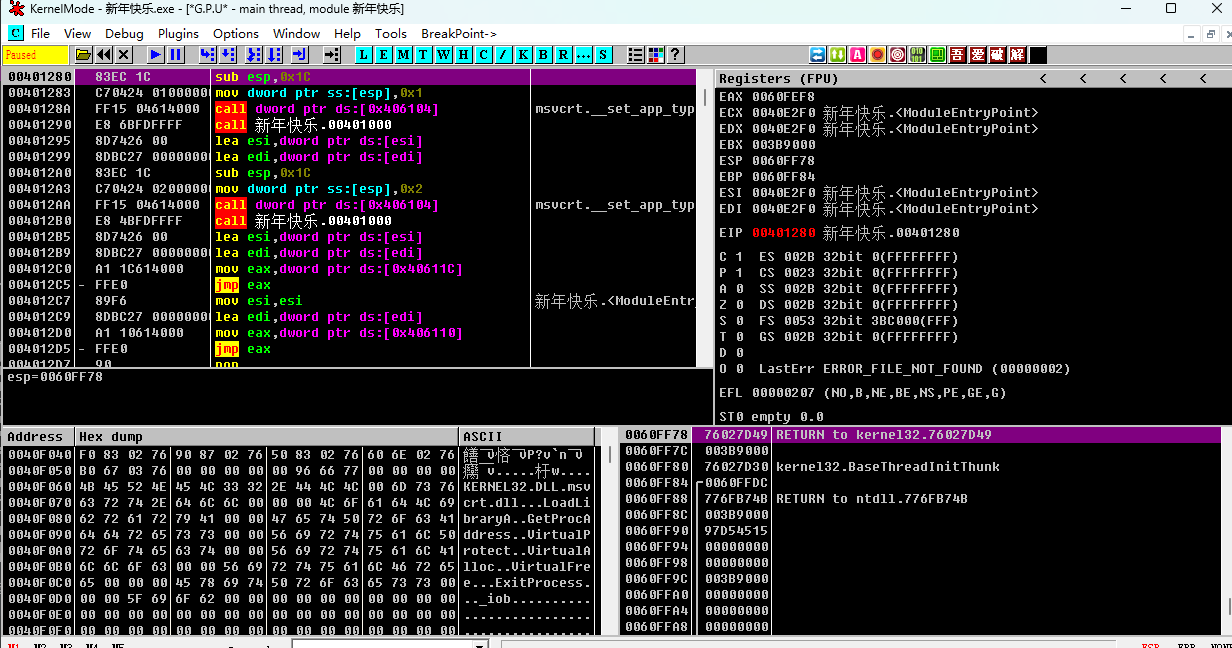 KernelMode - 新年快乐.exe - [*G.P.U* - main thread, module 新年快乐]
C File View Debug Plugins Options Window Help Tools BreakPoint->
Paused L E M T W H C / K B R ... S ? A 吾 爱 破 解
00401280 83EC 1C sub esp,0x1C
00401283 C70424 01000000 mov dword ptr ss:[esp],0x1
0040128A FF15 04614000 call dword ptr ds:[0x406104] msvcrt.__set_app_typ
00401290 E8 6BFDFFFF call 新年快乐.00401000
00401295 8D7426 00 lea esi,dword ptr ds:[esi]
00401299 8DBC27 0000000 lea edi,dword ptr ds:[edi]
004012A0 83EC 1C sub esp,0x1C
004012A3 C70424 02000000 mov dword ptr ss:[esp],0x2
004012AA FF15 04614000 call dword ptr ds:[0x406104] msvcrt.__set_app_typ
004012B0 E8 4BFDFFFF call 新年快乐.00401000
004012B5 8D7426 00 lea esi,dword ptr ds:[esi]
004012B9 8DBC27 0000000 lea edi,dword ptr ds:[edi]
004012C0 A1 1C614000 mov eax,dword ptr ds:[0x40611C]
004012C5 - FFE0 jmp eax
004012C7 89F6 mov esi,esi 新年快乐.<ModuleEntr
004012C9 8DBC27 0000000 lea edi,dword ptr ds:[edi]
004012D0 A1 10614000 mov eax,dword ptr ds:[0x406110]
004012D5 - FFE0 jmp eax
004012D7 90 nop
esp=0060FF78
Registers (FPU) < < < < <
EAX 0060FEF8
ECX 0040E2F0 新年快乐.<ModuleEntryPoint>
EDX 0040E2F0 新年快乐.<ModuleEntryPoint>
EBX 003B9000
ESP 0060FF78
EBP 0060FF84
ESI 0040E2F0 新年快乐.<ModuleEntryPoint>
EDI 0040E2F0 新年快乐.<ModuleEntryPoint>
EIP 00401280 新年快乐.00401280
C 1 ES 002B 32bit 0(FFFFFFFF)
P 1 CS 0023 32bit 0(FFFFFFFF)
A 0 SS 002B 32bit 0(FFFFFFFF)
Z 0 DS 002B 32bit 0(FFFFFFFF)
S 0 FS 0053 32bit 3BC000(FFF)
T 0 GS 002B 32bit 0(FFFFFFFF)
D 0
O 0 LastErr ERROR_FILE_NOT_FOUND (00000002)
EFL 00000207 (NO,B,NE,BE,NS,PE,GE,G)
ST0 empty 0.0
Address Hex dump ASCII
0040F040 F0 83 02 76 90 87 02 76 50 83 02 76 60 6E 02 76
0040F050 B0 67 03 76 00 00 00 00 00 96 66 77 00 00 00 00
0040F060 4B 45 52 4E 45 4C 33 32 2E 44 4C 4C 00 6D 73 76 KERNEL32.DLL.msv
0040F070 63 72 74 2E 64 6C 6C 00 00 00 4C 6F 61 64 4C 69 crt.dll...LoadLi
0040F080 62 72 61 72 79 41 00 00 47 65 74 50 72 6F 63 41 braryA..GetProcA
0040F090 64 64 72 65 73 73 00 00 56 69 72 74 75 61 6C 50 ddress..VirtualP
0040F0A0 72 6F 74 65 63 74 00 00 56 69 72 74 75 61 6C 41 rotect..VirtualA
0040F0B0 6C 6C 6F 63 00 00 56 69 72 74 75 61 6C 46 72 65 lloc..VirtualFre
0040F0C0 65 00 00 00 45 78 69 74 50 72 6F 63 65 73 73 00 e...ExitProcess.
0040F0D0 00 00 5F 69 6F 62 00 00 00 00 00 00 00 00 00 00 .._iob..........
0040F0E0 00 00 00 00 00 00 00 00 00 00 00 00 00 00 00 00 ................
0040F0F0 00 00 00 00 00 00 00 00 00 00 00 00 00 00 00 00 ................
0060FF78 76027D49 RETURN to kernel32.76027D49
0060FF7C 003B9000
0060FF80 76027D30 kernel32.BaseThreadInitThunk
0060FF84 0060FFDC
0060FF88 776FB74B RETURN to ntdll.776FB74B
0060FF8C 003B9000
0060FF90 97D54515
0060FF94 00000000
0060FF98 00000000
0060FF9C 003B9000
0060FFA0 00000000
0060FFA4 00000000
0060FFA8 00000000
M1 M2 M3 M4 M5 ESP EBP NONE